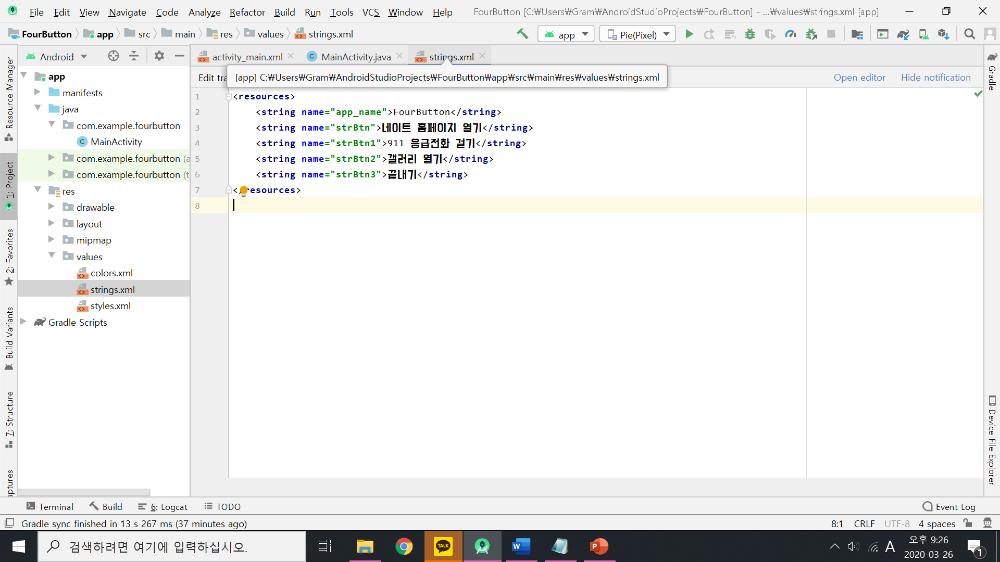 File Edit View Navigate Code Analyze Refactor Build Run Tools VCS Window Help FourButton [C:₩Users₩Gram₩AndroidStudioProjects₩FourButton] - ...₩values₩strings.xml [app]
FourButton app src main res values strings.xml app Pie(Pixel)
Android activity_main.xml MainActivity.java strings.xml
Edit tra [app] C:₩Users₩Gram₩AndroidStudioProjects₩FourButton₩app₩src₩main₩res₩values₩strings.xml Open editor Hide notification
app
manifests
java
com.example.fourbutton
MainActivity
com.example.fourbutton (a
com.example.fourbutton (t
res
drawable
layout
mipmap
values
colors.xml
strings.xml
styles.xml
Gradle Scripts
1 <resources>
2 <string name="app_name">FourButton</string>
3 <string name="strBtn">네이트 홈페이지 열기</string>
4 <string name="strBtn1">911 응급전화 걸기</string>
5 <string name="strBtn2">갤러리 열기</string>
6 <string name="strBtn3">끝내기</string>
7 </resources>
8
Resource Manager
1: Project
2: Favorites
Build Variants
7: Structure
aptures
Gradle
Device File Explorer
Terminal Build 6: Logcat TODO Event Log
Gradle sync finished in 13 s 267 ms (37 minutes ago) 8:1 CRLF UTF-8 4 spaces
검색하려면 여기에 입력하십시오. TALK W P A 오후 9:26
2020-03-26 1